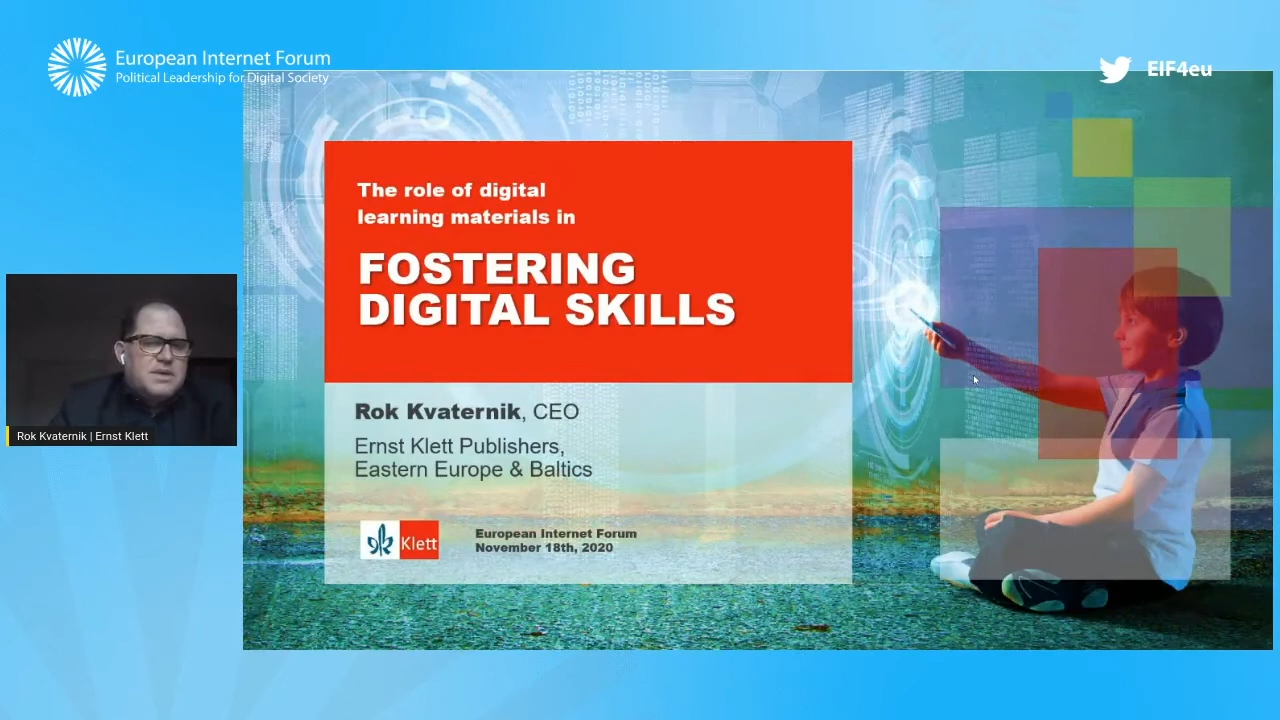 European Internet Forum
Political Leadership for Digital Society
EIF4eu
The role of digital
learning materials in
FOSTERING
DIGITAL SKILLS
Rok Kvaternik, CEO
Ernst Klett Publishers,
Eastern Europe & Baltics
Klett
European Internet Forum
November 18th, 2020
Rok Kvaternik | Ernst Klett